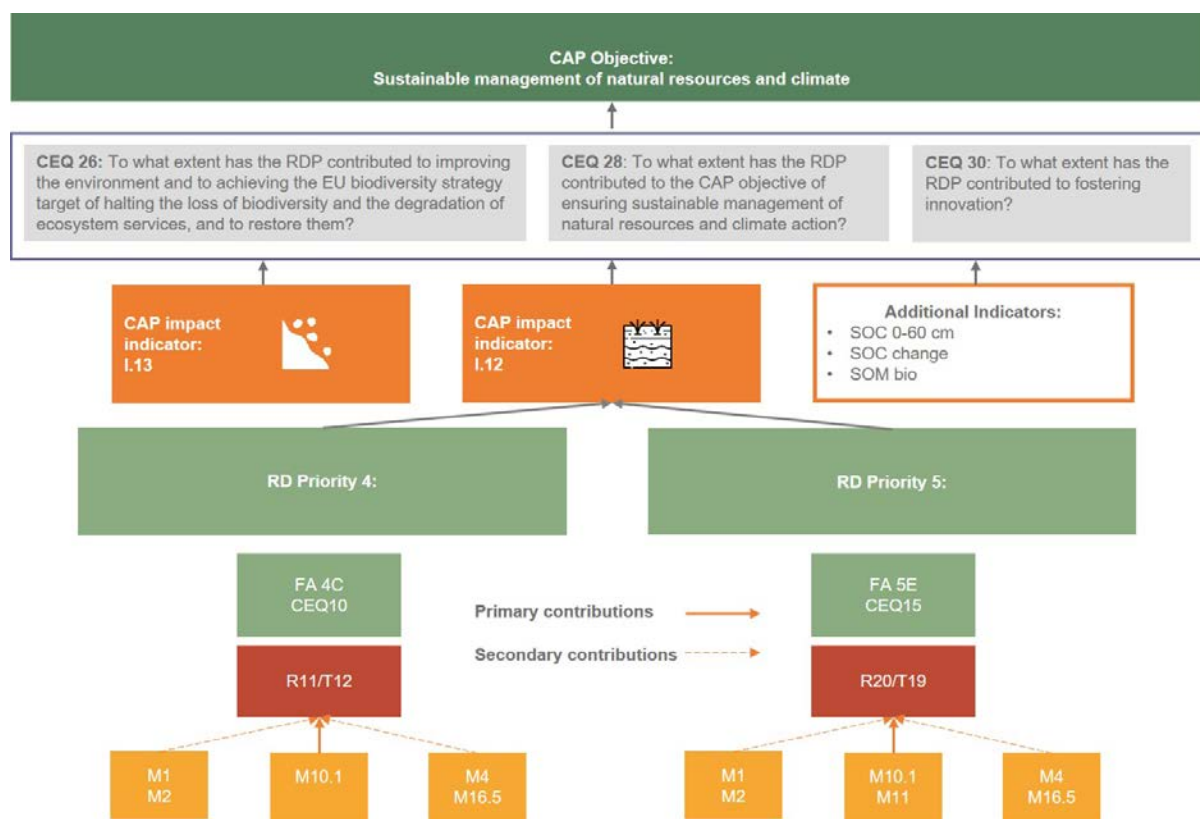 CAP Objective:
Sustainable management of natural resources and climate
CEQ 26: To what extent has the RDP contributed to improving
the environment and to achieving the EU biodiversity strategy
target of halting the loss of biodiversity and the degradation of
ecosystem services, and to restore them?
CEQ 28: To what extent has the RDP
contributed to the CAP objective of
ensuring sustainable management of
natural resources and climate action?
CEQ 30: To what extent has the
RDP contributed to fostering
innovation?
CAP impact
indicator:
I.13
CAP impact
indicator:
I.12
Additional Indicators:
• SOC 0-60 cm
• SOC change
• SOM bio
RD Priority 4:
RD Priority 5:
FA 4C
CEQ10
FA 5E
CEQ15
Primary contributions
Secondary contributions
R11/T12
R20/T19
M1
M2
M10.1
M4
M16.5
M1
M2
M10.1
M11
M4
M16.5